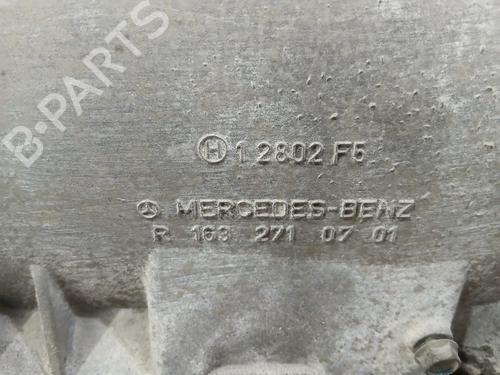 H 1 2802 F5
MERCEDES-BENZ
R 163 271 07 01
B-PARTS